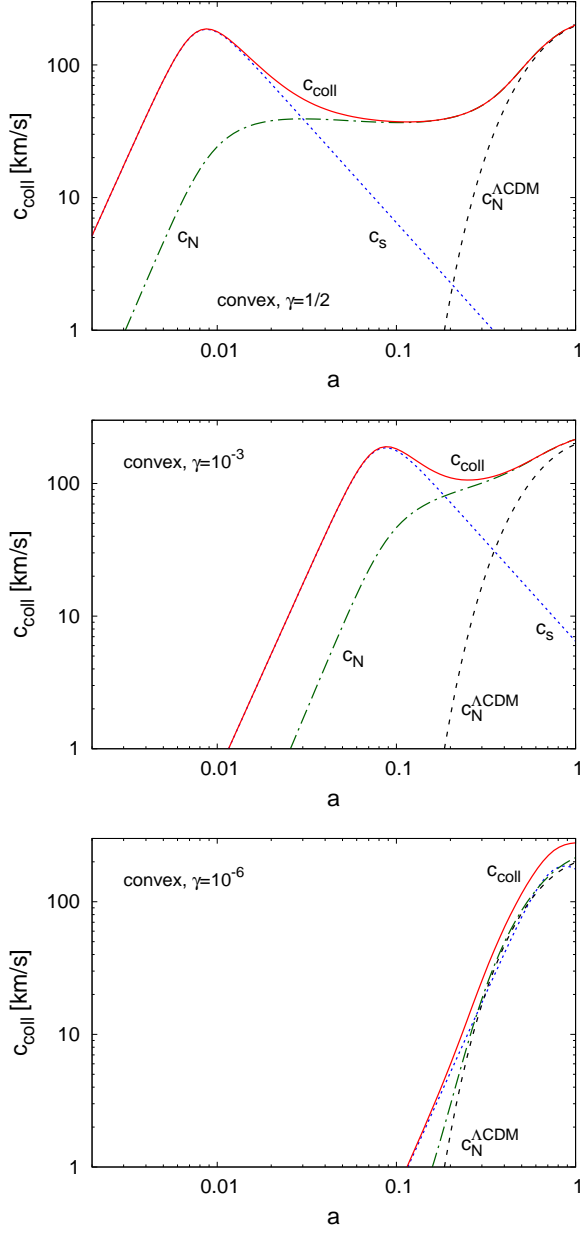 100
10
1
0.01 0.1 1
c_coll [km/s]
a
c_coll
c_N
c_s
c_N^ΛCDM
convex, γ=1/2
100
10
1
0.01 0.1 1
c_coll [km/s]
a
convex, γ=10^-3
c_coll
c_N
c_s
c_N^ΛCDM
100
10
1
0.01 0.1 1
c_coll [km/s]
a
convex, γ=10^-6
c_coll
c_N^ΛCDM